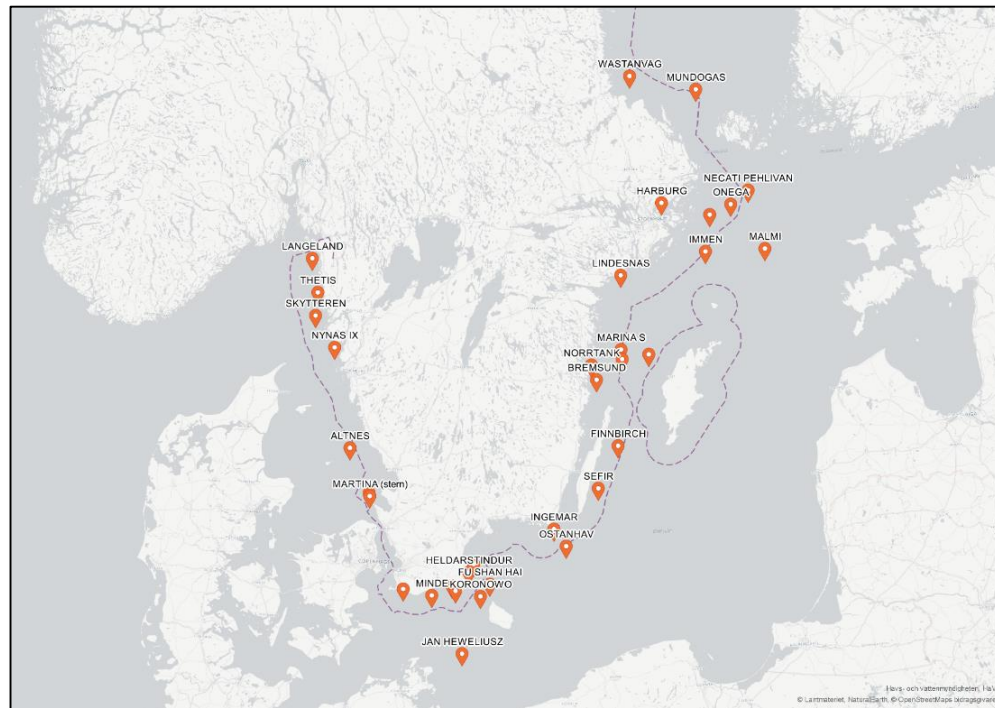 WASTANVAG
MUNDOGAS
NECATI PEHLIVAN
HARBURG
ONEGA
LANGELAND
IMMEN
MALMI
LINDESNAS
THETIS
SKYTTEREN
NYNAS IX
MARINA S
NORRTANK
BREMSUND
ALTNES
FINNBIRCH
MARTINA (stern)
SEFIR
INGEMAR
OSTANHAV
HELDARSTINDUR
FU SHAN HAI
MINDE
KORONOWO
JAN HEWELIUSZ
Havs- och vattenmyndigheten, HaV
© Lantmäteriet, NaturalEarth, © OpenStreetMaps bidragsgivare